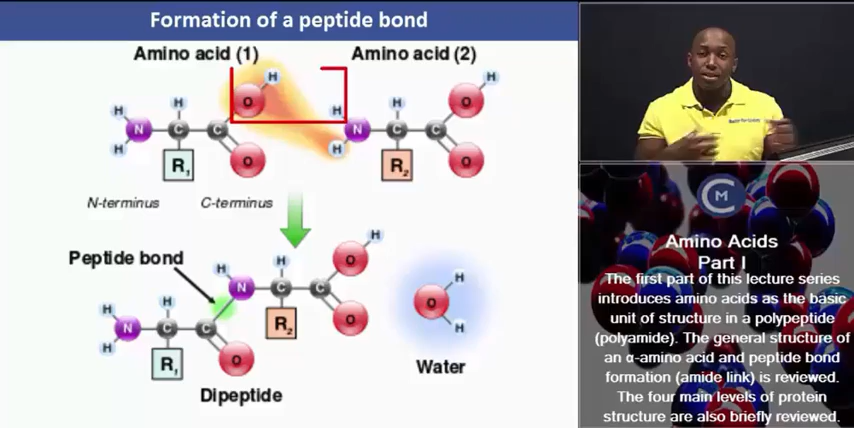 Formation of a peptide bond
Amino acid (1)
Amino acid (2)
H
H
O
H
H
H
O
N
C
C
H
N
C
C
H
R1
O
H
R2
O
N-terminus
C-terminus
Peptide bond
H
H
H
O
N
C
C
H
H
R2
O
N
C
C
H
R1
O
Dipeptide
H
O
H
Water
CM
Amino Acids
Part I
The first part of this lecture series
introduces amino acids as the basic
unit of structure in a polypeptide
(polyamide). The general structure of
an α-amino acid and peptide bond
formation (amide link) is reviewed.
The four main levels of protein
structure are also briefly reviewed.